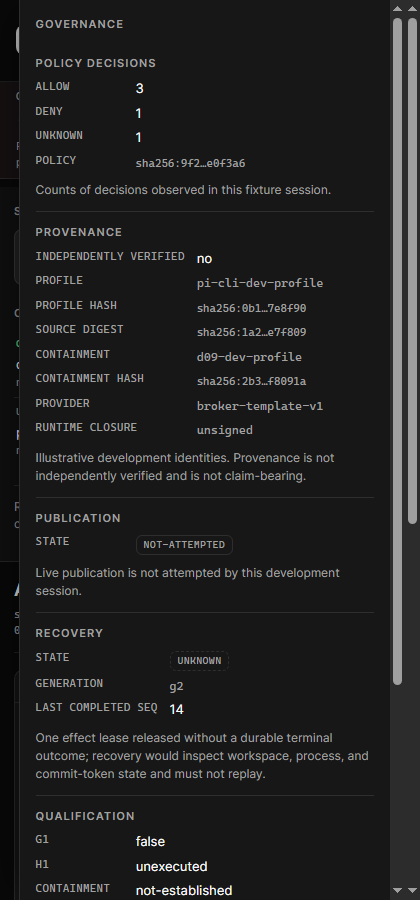 GOVERNANCE
POLICY DECISIONS
ALLOW 3
DENY 1
UNKNOWN 1
POLICY sha256:9f2…e0f3a6
Counts of decisions observed in this fixture session.
PROVENANCE
INDEPENDENTLY VERIFIED no
PROFILE pi-cli-dev-profile
PROFILE HASH sha256:0b1…7e8f90
SOURCE DIGEST sha256:1a2…e7f809
CONTAINMENT d09-dev-profile
CONTAINMENT HASH sha256:2b3…f8091a
PROVIDER broker-template-v1
RUNTIME CLOSURE unsigned
Illustrative development identities. Provenance is not
independently verified and is not claim-bearing.
PUBLICATION
STATE NOT-ATTEMPTED
Live publication is not attempted by this development
session.
RECOVERY
STATE UNKNOWN
GENERATION g2
LAST COMPLETED SEQ 14
One effect lease released without a durable terminal
outcome; recovery would inspect workspace, process, and
commit-token state and must not replay.
QUALIFICATION
G1 false
H1 unexecuted
CONTAINMENT not-established